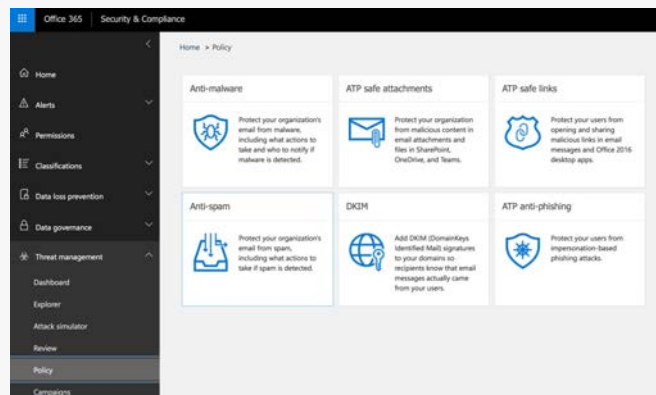 Office 365 Security & Compliance
Home > Policy
Home
Alerts
Permissions
Classifications
Data loss prevention
Data governance
Threat management
Dashboard
Explorer
Attack simulator
Review
Policy
Campaigns
Anti-malware
Protect your organization's
email from malware,
including what actions to
take and who to notify if
malware is detected.
ATP safe attachments
Protect your organization
from malicious content in
email attachments and
files in SharePoint,
OneDrive, and Teams.
ATP safe links
Protect your users from
opening and sharing
malicious links in email
messages and Office 2016
desktop apps.
Anti-spam
Protect your organization's
email from spam,
including what actions to
take if spam is detected.
DKIM
Add DKIM (DomainKeys
Identified Mail) signatures
to your domains so
recipients know that email
messages actually came
from your users.
ATP anti-phishing
Protect your users from
impersonation-based
phishing attacks.